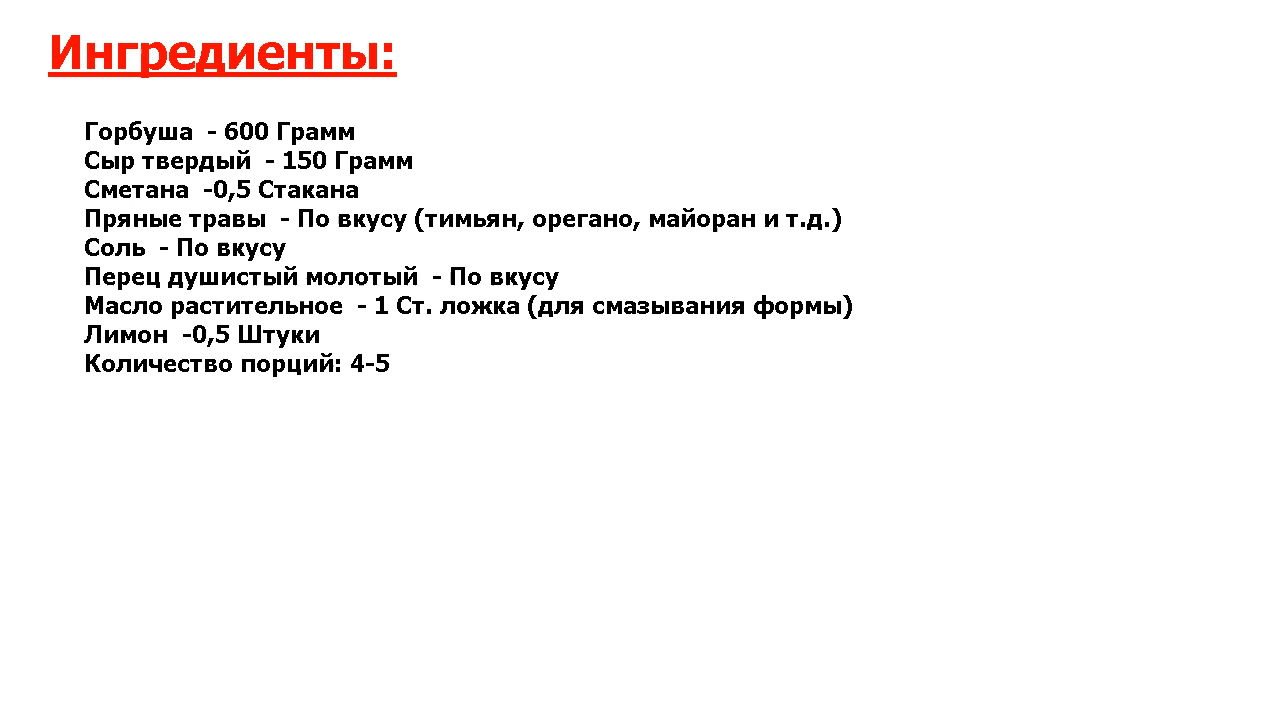 Ингредиенты:
Горбуша  - 600 Грамм
Сыр твердый  - 150 Грамм
Сметана  -0,5 Стакана
Пряные травы  - По вкусу (тимьян, орегано, майоран и т.д.)
Соль  - По вкусу
Перец душистый молотый  - По вкусу
Масло растительное  - 1 Ст. ложка (для смазывания формы)
Лимон  -0,5 Штуки
Количество порций: 4-5